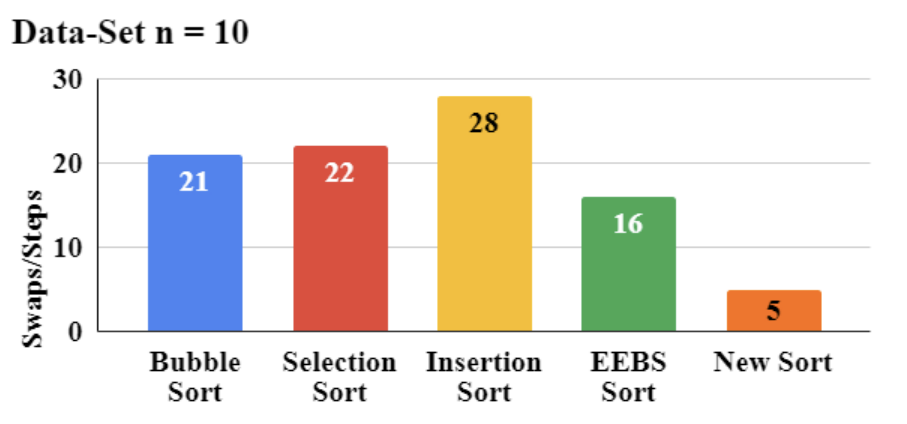 Data-Set n = 10
Swaps/Steps
30
20
10
0
21
22
28
16
5
Bubble Sort
Selection Sort
Insertion Sort
EEBS Sort
New Sort